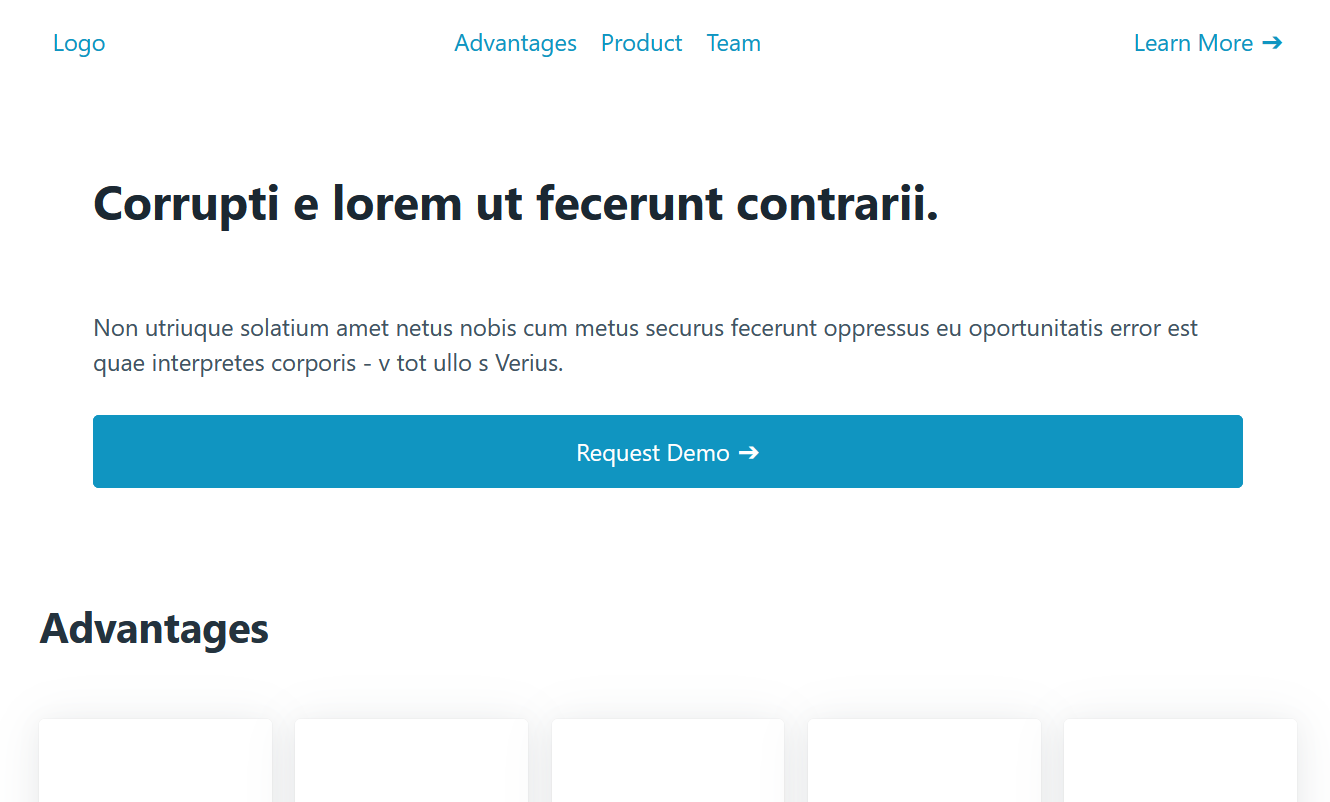 Logo
Advantages Product Team
Learn More ➔
Corrupti e lorem ut fecerunt contrarii.
Non utriuque solatium amet netus nobis cum metus securus fecerunt oppressus eu oportunitatis error est
quae interpretes corporis - v tot ullo s Verius.
Request Demo ➔
Advantages